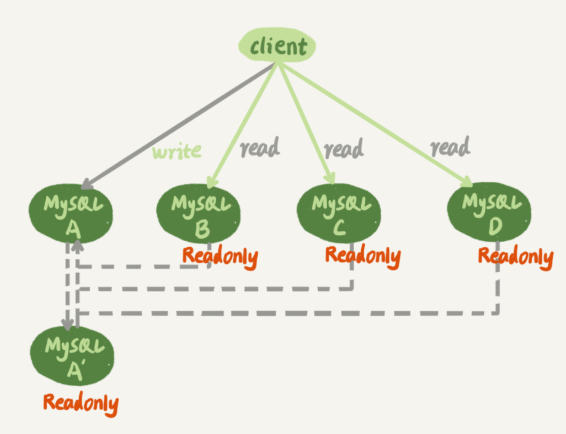 client
write
read
read
read
MySQL
A
MySQL
B
MySQL
C
MySQL
D
Readonly
Readonly
Readonly
MySQL
A'
Readonly